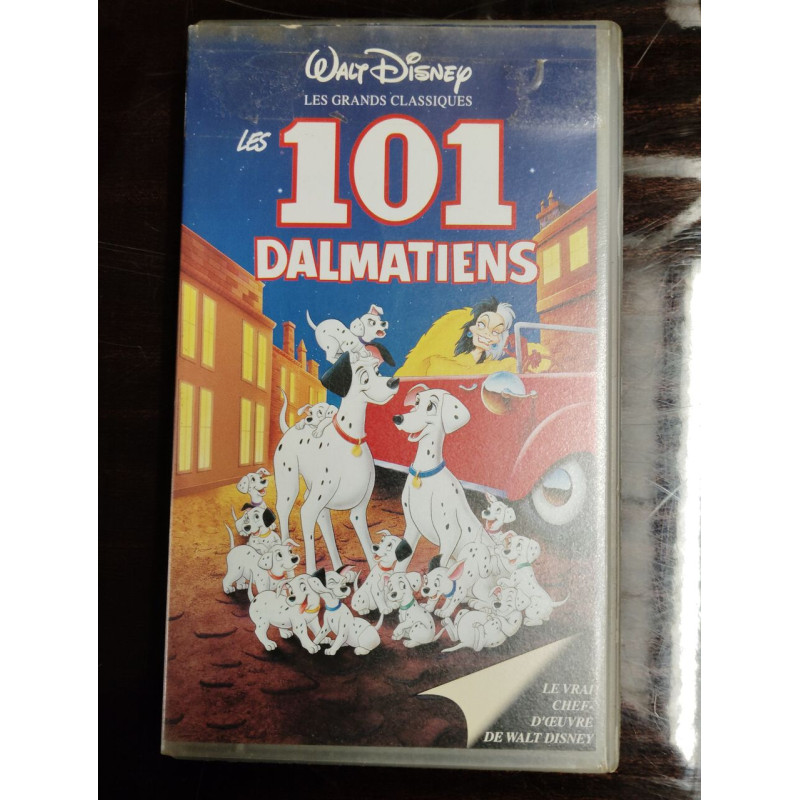 WALT DISNEY
LES GRANDS CLASSIQUES
LES
101
DALMATIENS
LE VRAI
CHEF-
D'ŒUVRE
DE WALT DISNEY